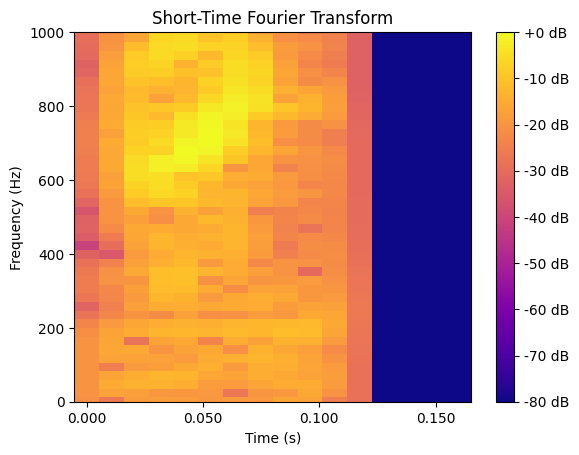 Short-Time Fourier Transform
1000
800
600
400
200
0
Frequency (Hz)
0.000
0.050
0.100
0.150
Time (s)
+0 dB
-10 dB
-20 dB
-30 dB
-40 dB
-50 dB
-60 dB
-70 dB
-80 dB